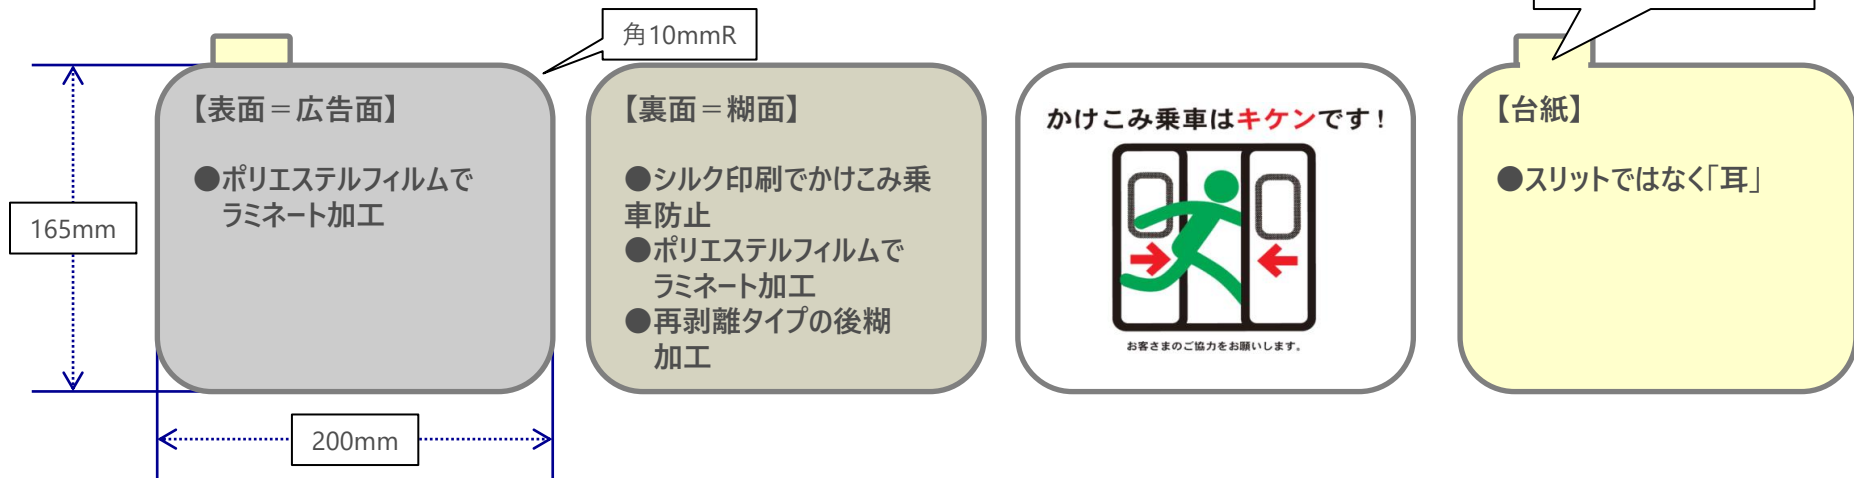 角10mmR
165mm
200mm
【表面＝広告面】
●ポリエステルフィルムで
ラミネート加工
【裏面＝糊面】
●シルク印刷でかけこみ乗
車防止
●ポリエステルフィルムで
ラミネート加工
●再剥離タイプの後糊
加工
かけこみ乗車はキケンです!
お客さまのご協力をお願いします。
【台紙】
●スリットではなく「耳」